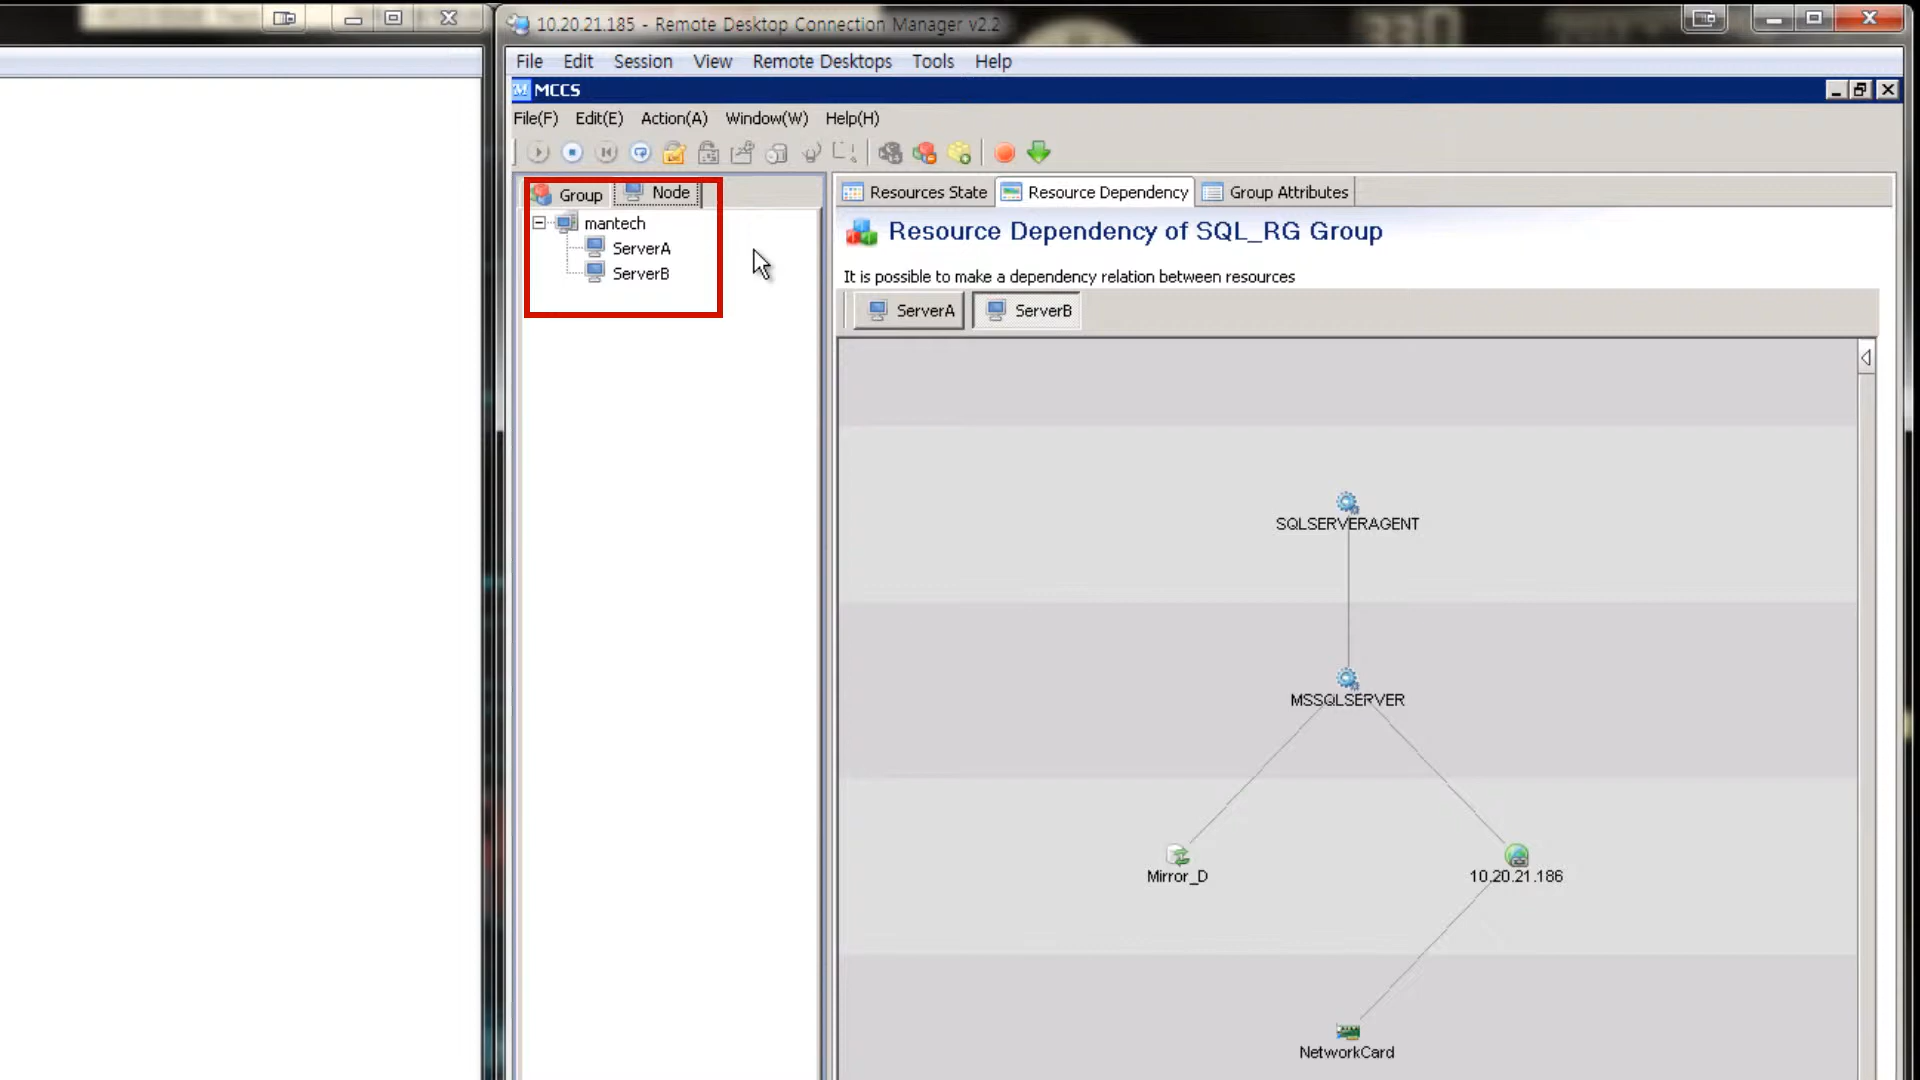 10.20.21.185 - Remote Desktop Connection Manager v2.2
File Edit Session View Remote Desktops Tools Help
MCCS
File(F) Edit(E) Action(A) Window(W) Help(H)
Group Node
mantech
ServerA
ServerB
Resources State Resource Dependency Group Attributes
Resource Dependency of SQL_RG Group
It is possible to make a dependency relation between resources
ServerA ServerB
SQLSERVERAGENT
MSSQLSERVER
Mirror_D 10.20.21.186
NetworkCard